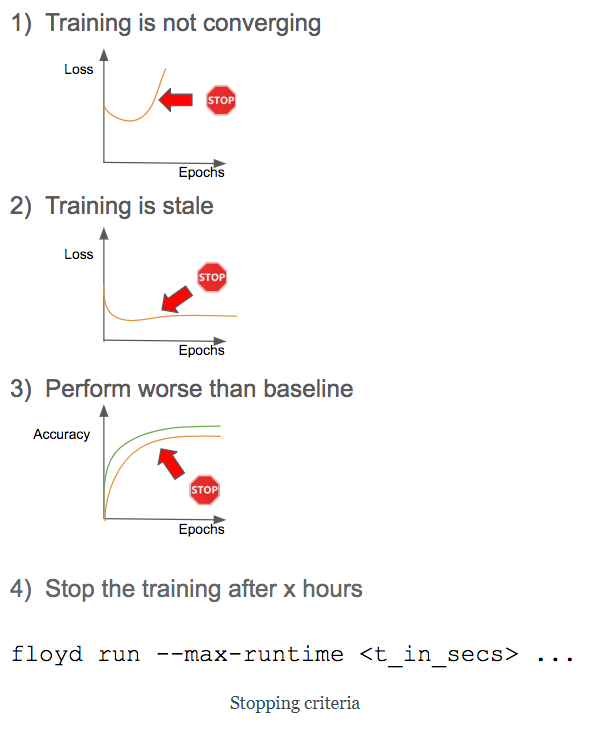 1) Training is not converging
Loss
STOP
Epochs
2) Training is stale
Loss
STOP
Epochs
3) Perform worse than baseline
Accuracy
STOP
Epochs
4) Stop the training after x hours
floyd run --max-runtime <t_in_secs> ...
Stopping criteria